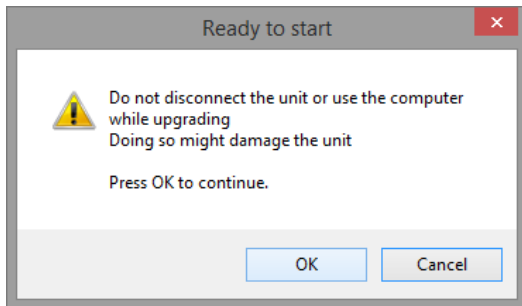 Ready to start
Do not disconnect the unit or use the computer
while upgrading
Doing so might damage the unit
Press OK to continue.
OK
Cancel